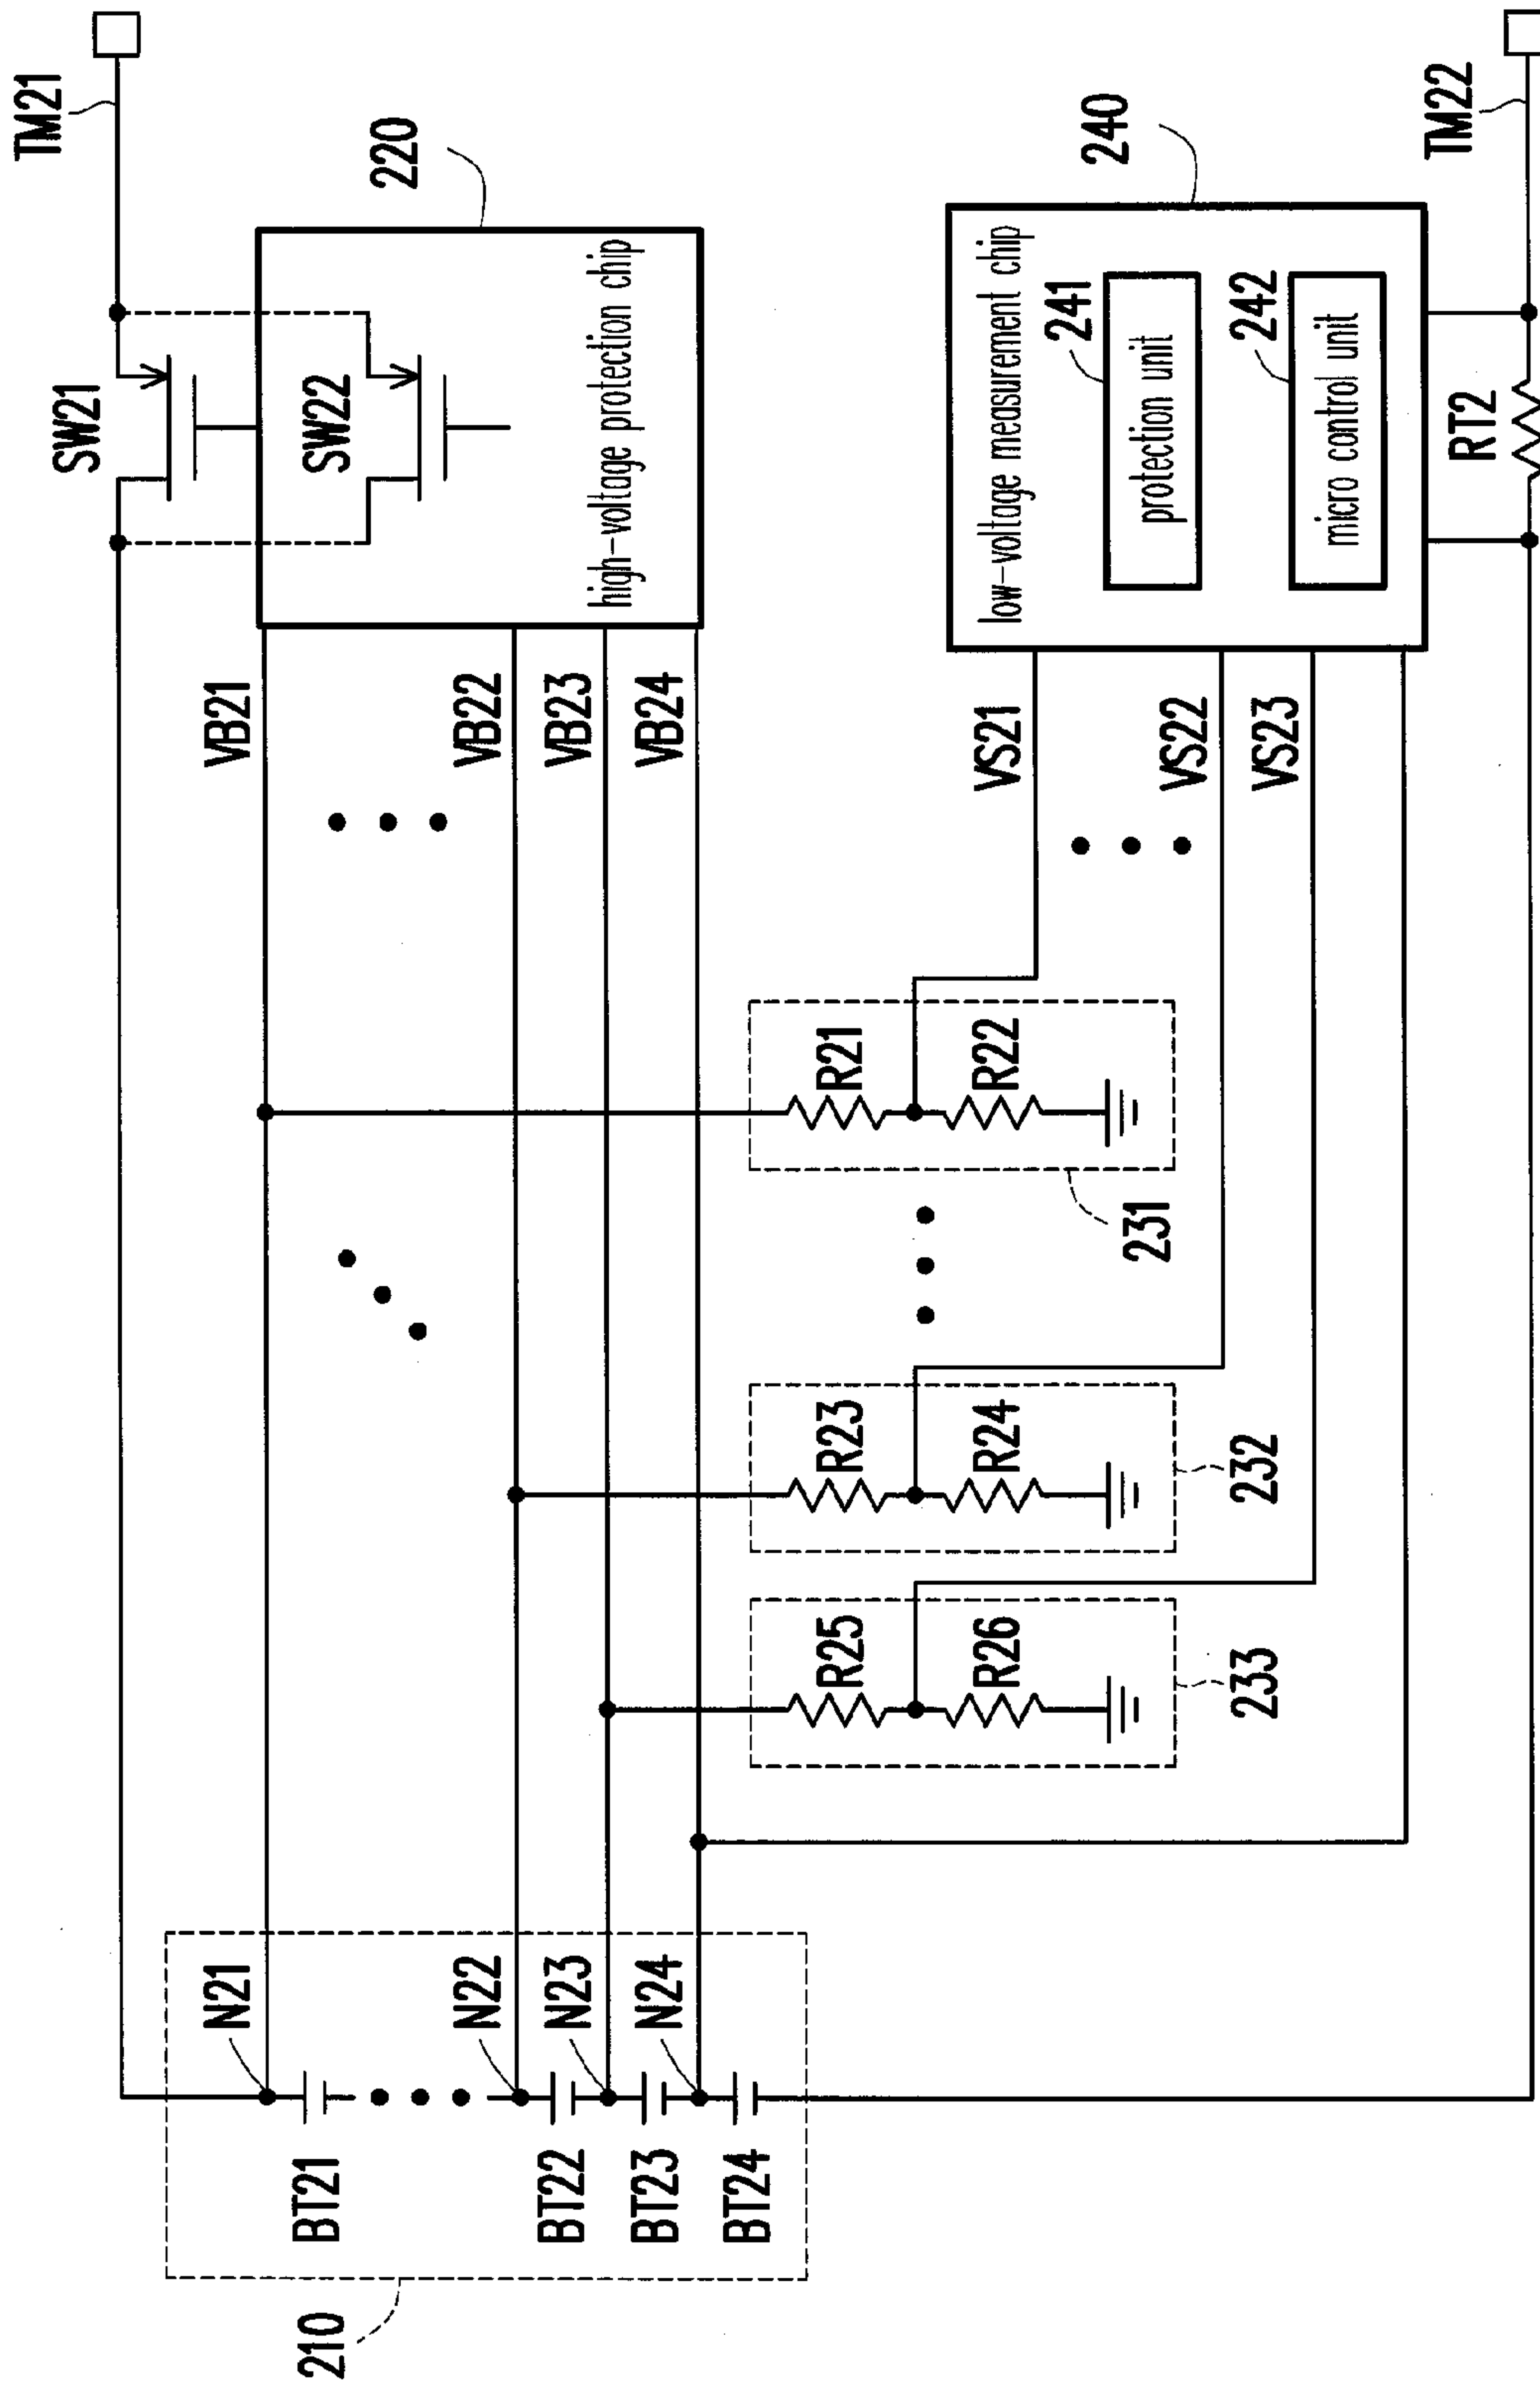 TM21
SW21
220
SW22
high-voltage protection chip
VB21
VB22
VB23
VB24
N21
N22
N23
N24
BT21
BT22
BT23
BT24
210
R21
R22
231
R23
R24
232
R25
R26
233
VS21
VS22
VS23
240
low-voltage measurement chip
241
protection unit
242
micro control unit
RT2
TM22